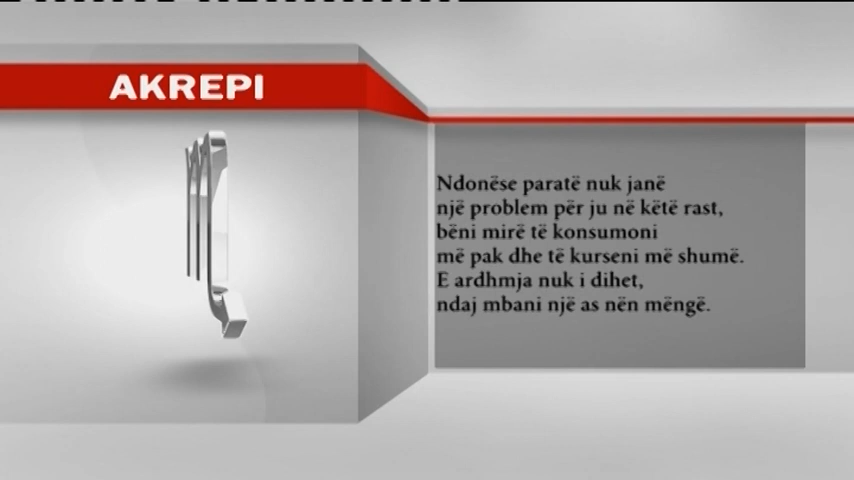 AKREPI
Ndonëse paratë nuk janë
një problem për ju në këtë rast,
bëni mirë të konsumoni
më pak dhe të kurseni më shumë.
E ardhmja nuk i dihet,
ndaj mbani një as nën mëngë.